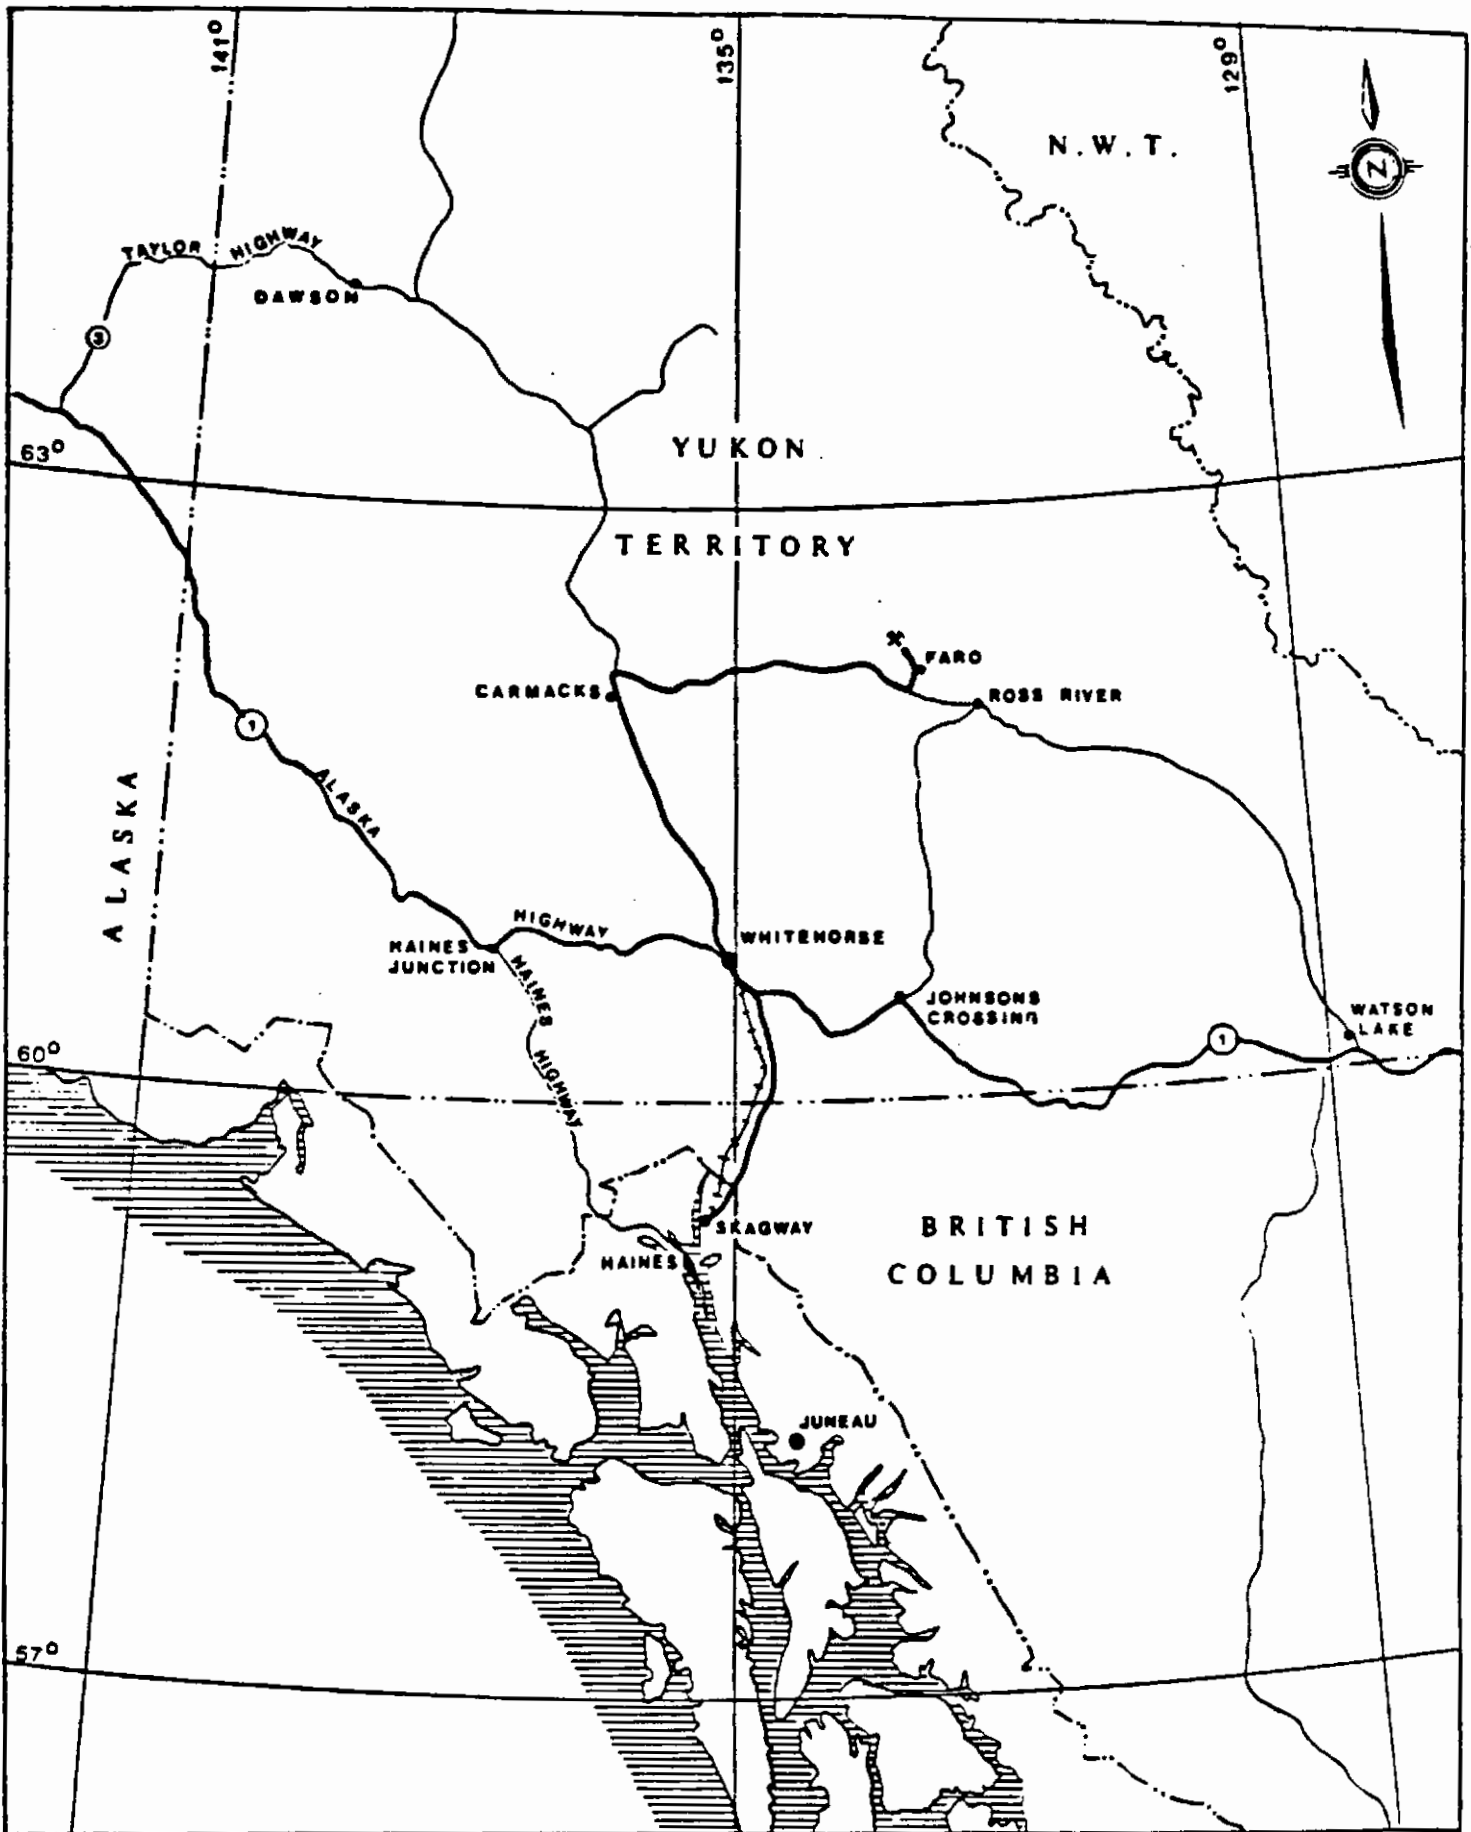 141°
135°
129°
N.W.T.
N
TAYLOR HIGHWAY
DAWSON
3
63°
YUKON
TERRITORY
FARO
CARMACKS
ROSS RIVER
1
ALASKA
ALASKA
HIGHWAY
WHITEHORSE
HAINES
JUNCTION
HAINES
HIGHWAY
JOHNSONS
CROSSING
WATSON
LAKE
1
60°
SKAGWAY
BRITISH
COLUMBIA
HAINES
JUNEAU
57°